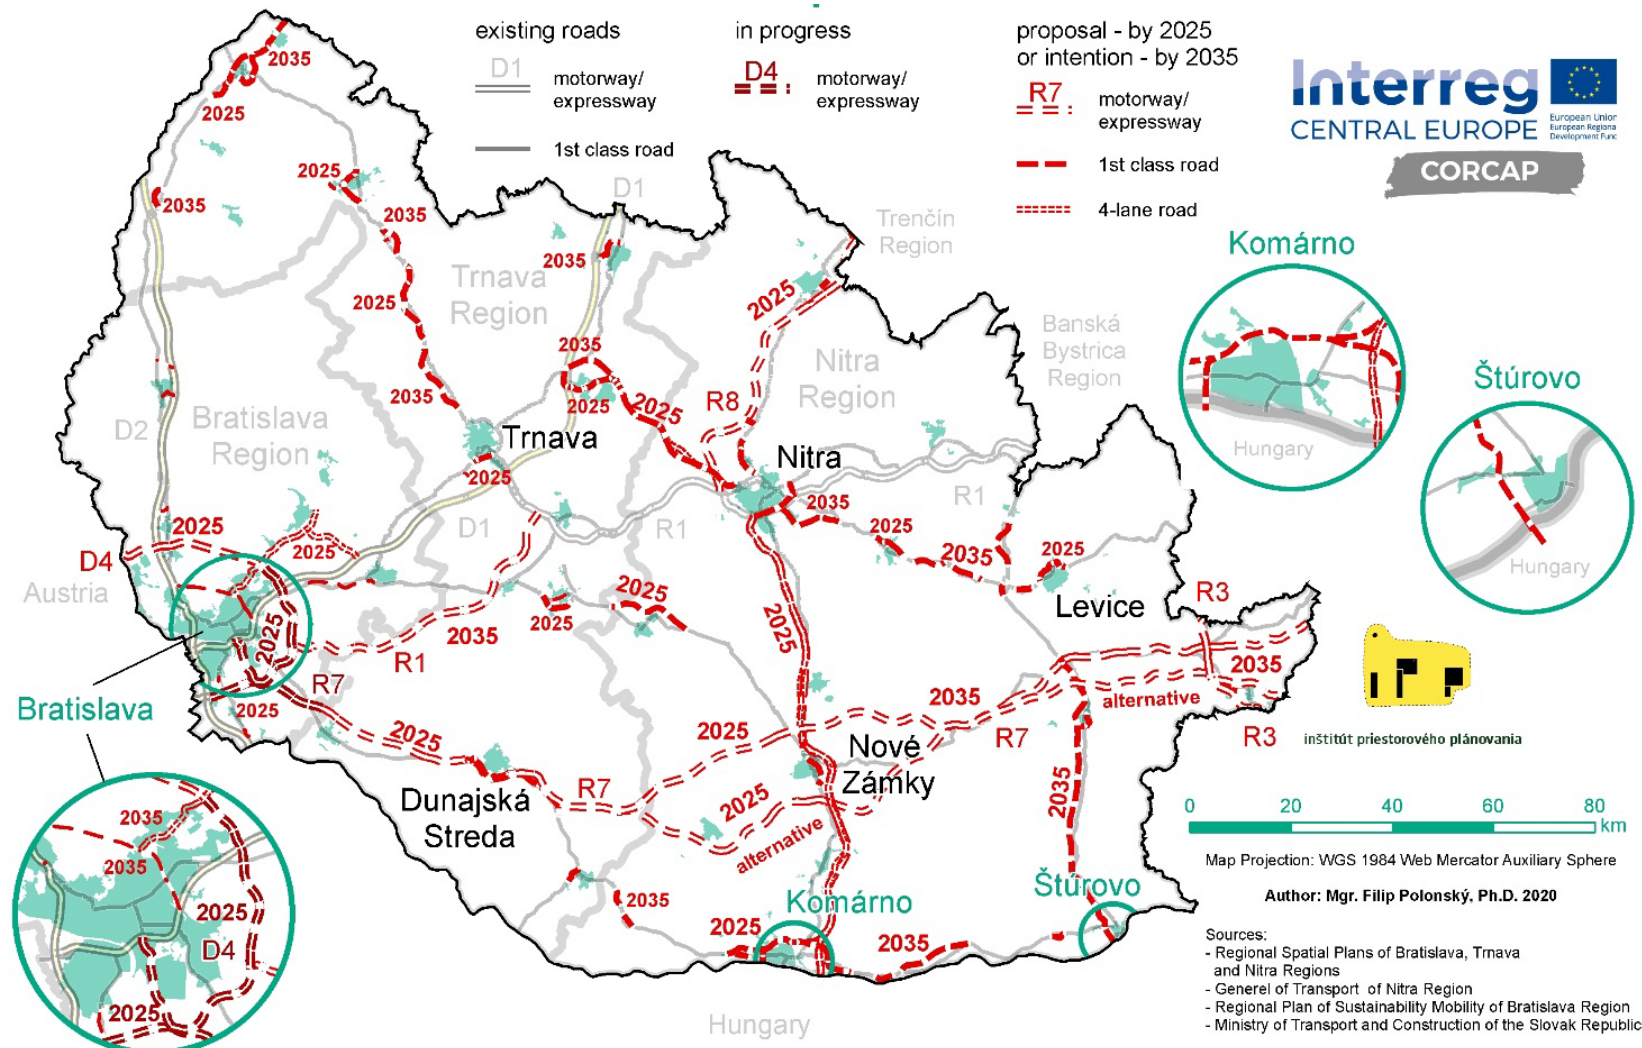 existing roads
D1
motorway/
expressway
1st class road
in progress
D4
motorway/
expressway
proposal - by 2025
or intention - by 2035
R7
motorway/
expressway
1st class road
4-lane road
Interreg
CENTRAL EUROPE
European Union
European Regional
Development Fund
CORCAP
2035
2025
2035
2025
2035
2025
2035
2025
D1
2035
Trnava
Region
Trenčín
Region
Banská
Bystrica
Region
Nitra
Region
Bratislava
Region
2025
2035
2025
2025
R8
D2
Trnava
2025
Nitra
2035
R1
R1
D1
2025
2035
2025
Levice
D4
2025
2025
Austria
2025
2025
2025
2035
R1
R7
2025
Bratislava
2025
2025
R3
2035
alternative
R3
2035
R7
2025
2025
Nové
Zámky
R7
2025
alternative
Dunajská
Streda
2035
Štúrovo
2035
Komárno
2025
2035
Hungary
Komárno
Hungary
Štúrovo
Hungary
2035
2035
2025
D4
2025
inštitút priestorového plánovania
0 20 40 60 80
km
Map Projection: WGS 1984 Web Mercator Auxiliary Sphere
Author: Mgr. Filip Polonský, Ph.D. 2020
Sources:
- Regional Spatial Plans of Bratislava, Trnava
and Nitra Regions
- Generel of Transport of Nitra Region
- Regional Plan of Sustainability Mobility of Bratislava Region
- Ministry of Transport and Construction of the Slovak Republic